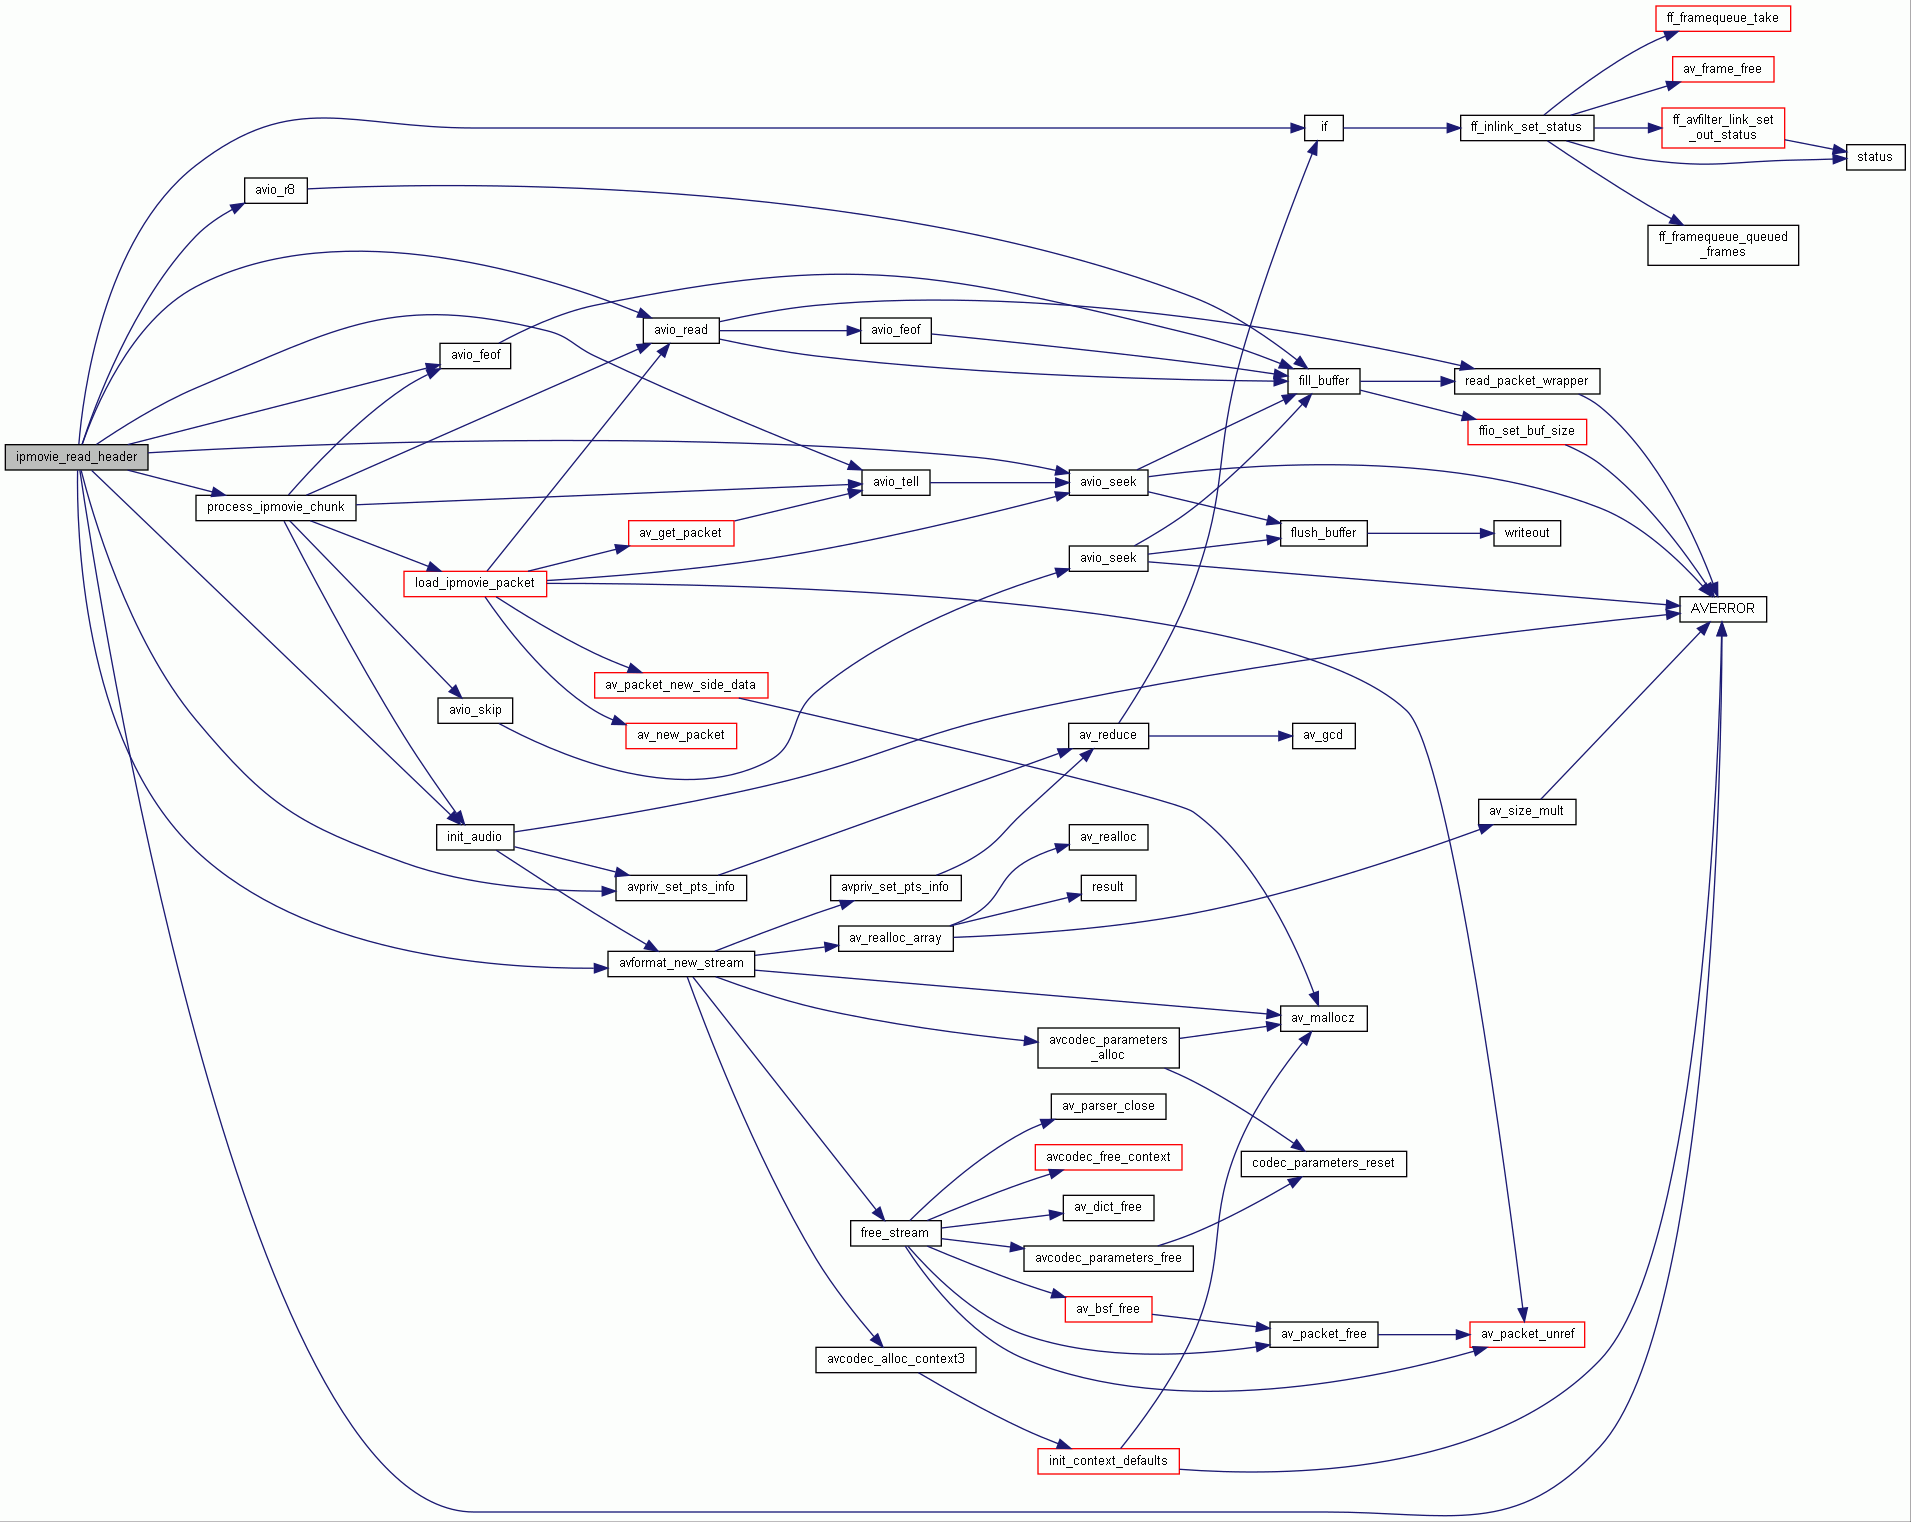 ff_framequeue_take
av_frame_free
ff_avfilter_link_set
_out_status
if
ff_inlink_set_status
status
avio_r8
ff_framequeue_queued
_frames
avio_read
avio_feof
avio_feof
fill_buffer
read_packet_wrapper
ffio_set_buf_size
ipmovie_read_header
avio_tell
avio_seek
process_ipmovie_chunk
av_get_packet
flush_buffer
writeout
avio_seek
load_ipmovie_packet
AVERROR
av_packet_new_side_data
avio_skip
av_new_packet
av_reduce
av_gcd
av_size_mult
init_audio
av_realloc
avpriv_set_pts_info
avpriv_set_pts_info
result
av_realloc_array
avformat_new_stream
av_mallocz
avcodec_parameters
_alloc
av_parser_close
avcodec_free_context
codec_parameters_reset
av_dict_free
free_stream
avcodec_parameters_free
av_bsf_free
av_packet_free
av_packet_unref
avcodec_alloc_context3
init_context_defaults